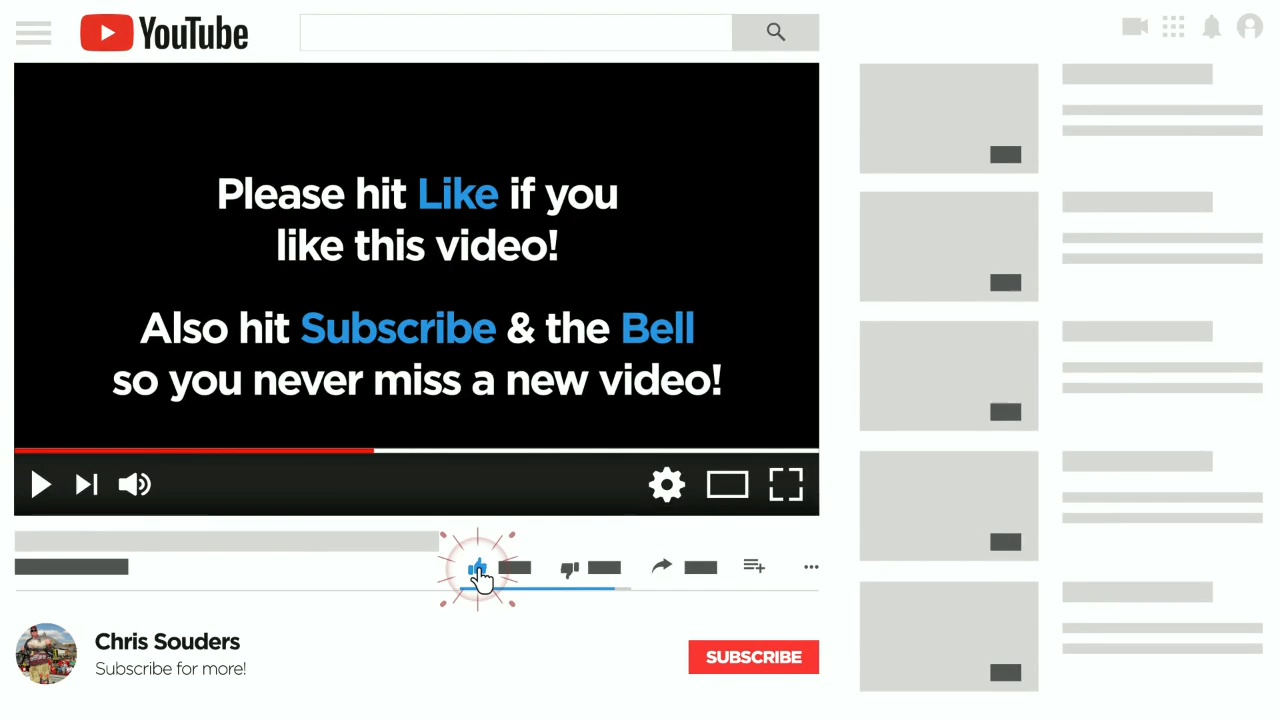 YouTube
Please hit Like if you
like this video!
Also hit Subscribe & the Bell
so you never miss a new video!
Chris Souders
Subscribe for more!
SUBSCRIBE